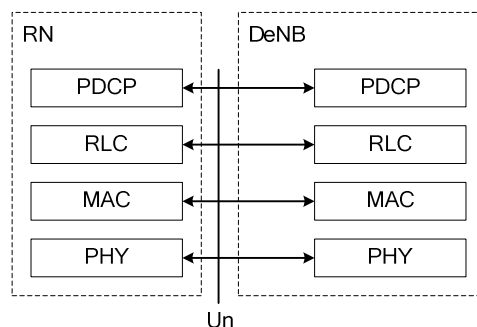 RN DeNB
PDCP PDCP
RLC RLC
MAC MAC
PHY PHY
Un